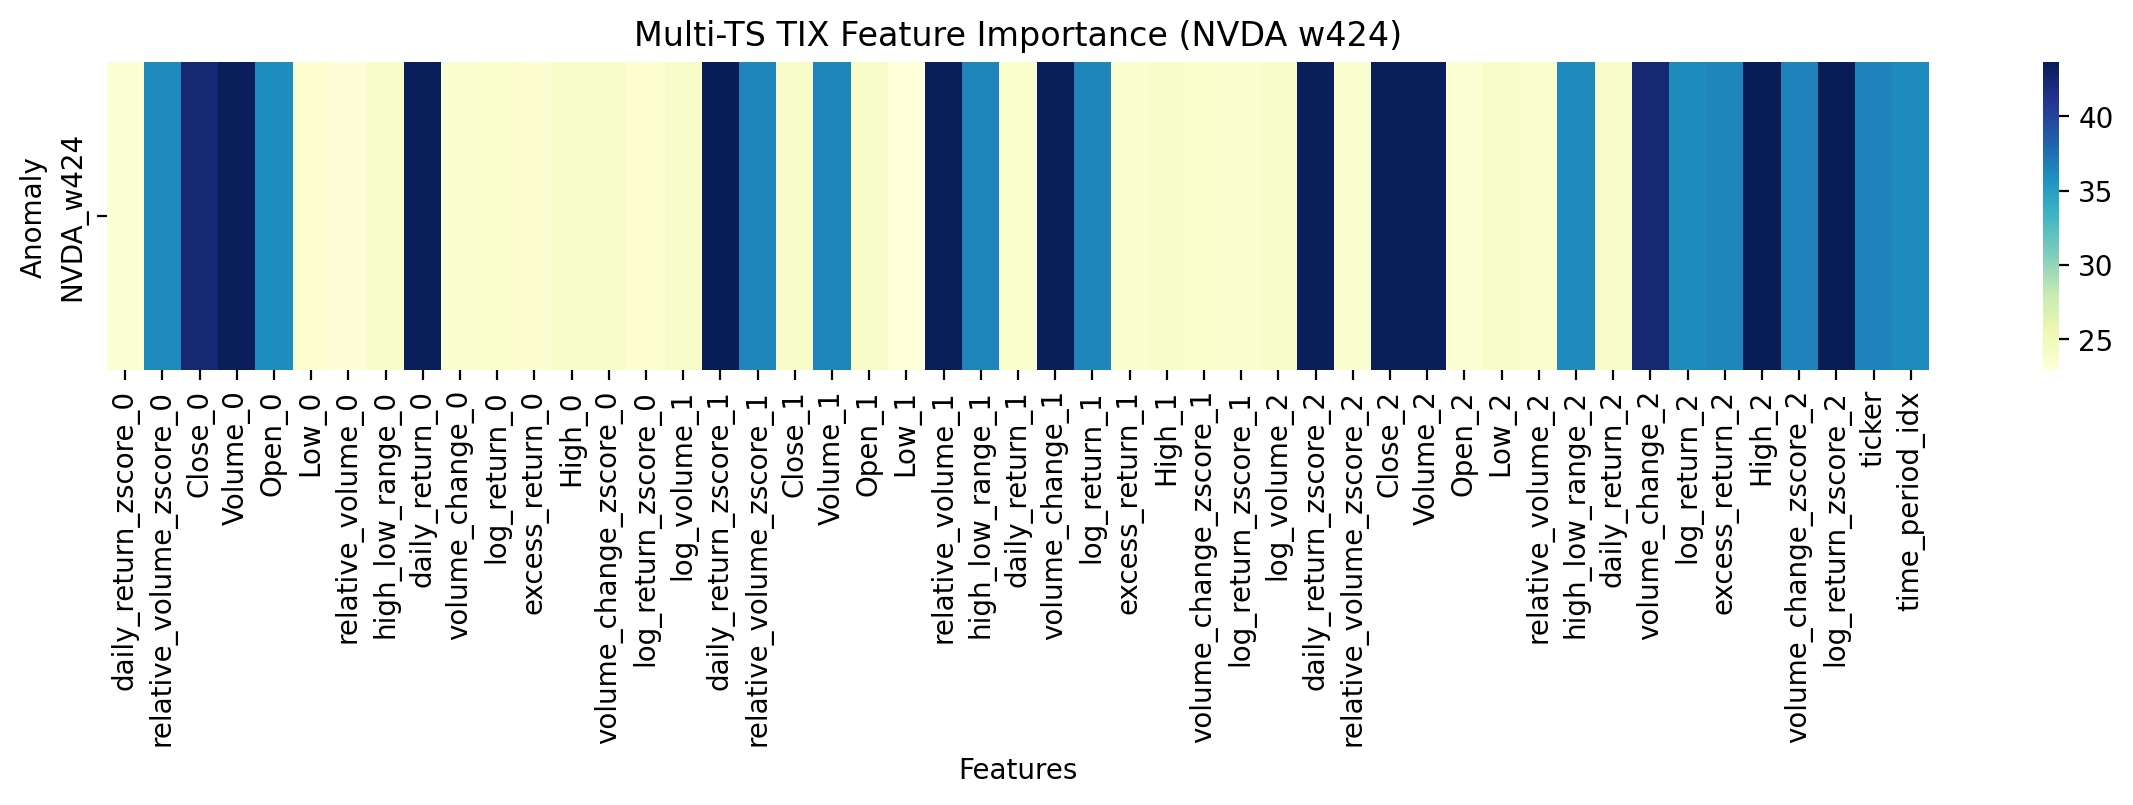 Multi-TS TIX Feature Importance (NVDA w424)
Anomaly
NVDA_w424
40
35
30
25
daily_return_zscore_0
relative_volume_zscore_0
Close_0
Volume_0
Open_0
Low_0
relative_volume_0
high_low_range_0
daily_return_0
volume_change_0
log_return_0
excess_return_0
High_0
volume_change_zscore_0
log_return_zscore_0
log_volume_1
daily_return_zscore_1
relative_volume_zscore_1
Close_1
Volume_1
Open_1
Low_1
relative_volume_1
high_low_range_1
daily_return_1
volume_change_1
log_return_1
excess_return_1
High_1
volume_change_zscore_1
log_return_zscore_1
log_volume_2
daily_return_zscore_2
relative_volume_zscore_2
Close_2
Volume_2
Open_2
Low_2
relative_volume_2
high_low_range_2
daily_return_2
volume_change_2
log_return_2
excess_return_2
High_2
volume_change_zscore_2
log_return_zscore_2
ticker
time_period_idx
Features